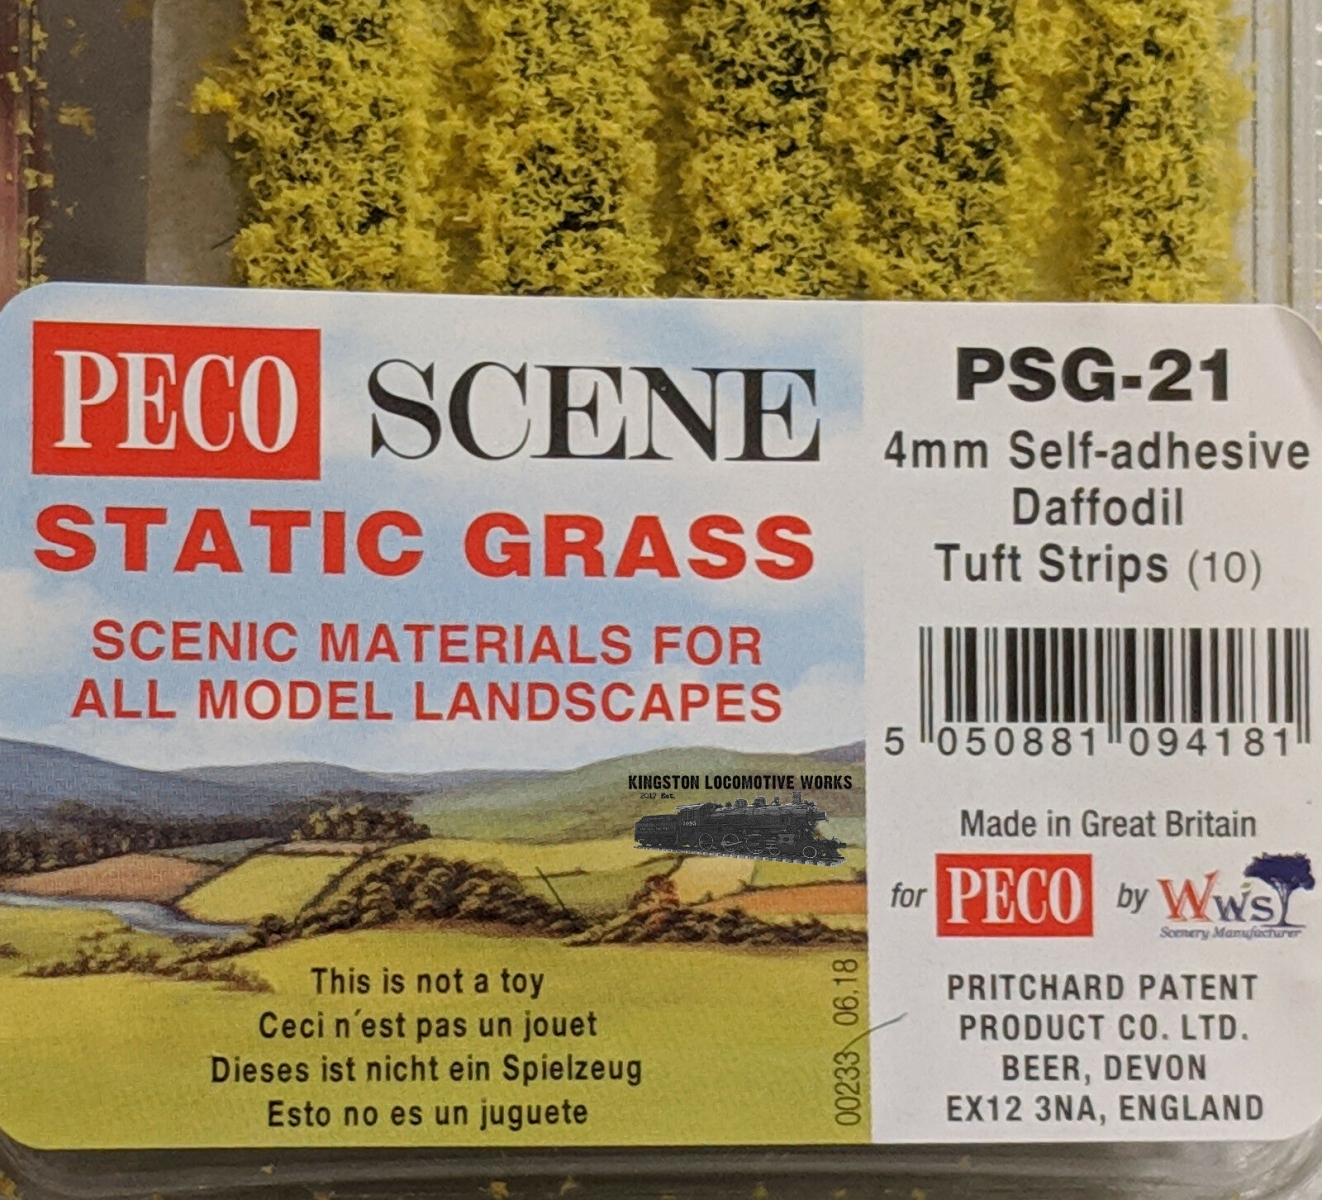 PECO SCENE
STATIC GRASS
SCENIC MATERIALS FOR
ALL MODEL LANDSCAPES
KINGSTON LOCOMOTIVE WORKS
2017 Est.
This is not a toy
Ceci n´est pas un jouet
Dieses ist nicht ein Spielzeug
Esto no es un juguete
00233 06.18
PSG-21
4mm Self-adhesive
Daffodil
Tuft Strips (10)
5 050881 094181
Made in Great Britain
for PECO by WWS
Scenery Manufacturer
PRITCHARD PATENT
PRODUCT CO. LTD.
BEER, DEVON
EX12 3NA, ENGLAND